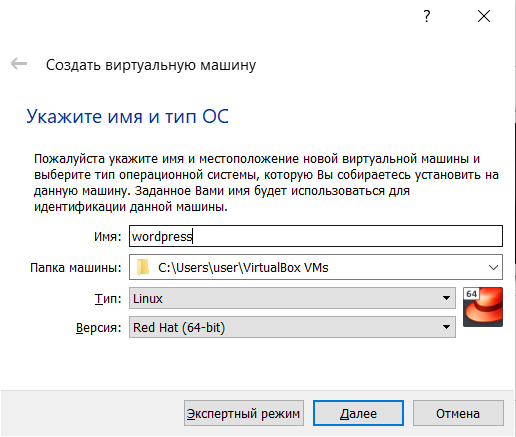 ?
Создать виртуальную машину
Укажите имя и тип ОС
Пожалуйста укажите имя и местоположение новой виртуальной машины и
выберите тип операционной системы, которую Вы собираетесь установить на
данную машину. Заданное Вами имя будет использоваться для
идентификации данной машины.
Имя: wordpress
Папка машины: C:\Users\user\VirtualBox VMs
Тип: Linux
64
Версия: Red Hat (64-bit)
Экспертный режим Далее Отмена